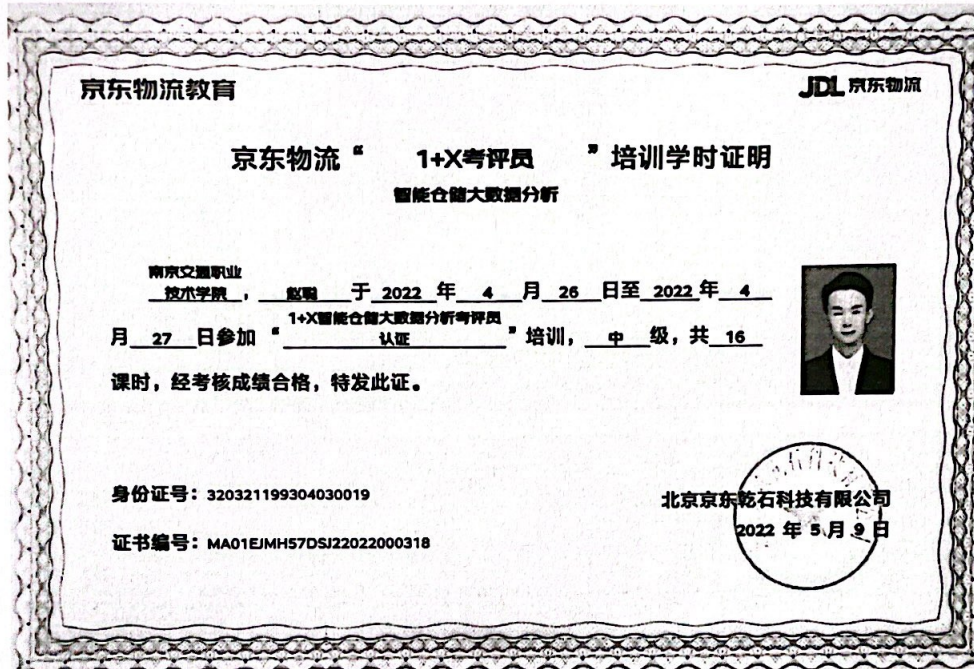 京东物流教育
JDL 京东物流
京东物流“ 1+X考评员 ”培训学时证明
智能仓储大数据分析
南京交通职业
技术学院，赵聪于 2022 年 4 月 26 日至 2022 年 4
1+X智能仓储大数据分析考评员
月 27 日参加“ 认证 ”培训， 中 级，共 16
课时，经考核成绩合格，特发此证。
身份证号：320321199304030019
北京京东乾石科技有限公司
2022 年 5 月 9 日
证书编号：MA01EJMH57DSJ22022000318